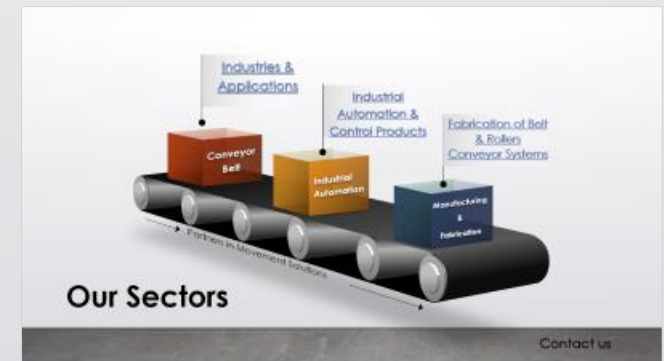 Industries &
Applications
Industrial
Automation &
Control Products
Fabrication of Belt
& Rollers
Conveyor Systems
Conveyor
Belt
Industrial
Automation
Manufacturing
&
Fabrication
Partners in Movement Solutions
Our Sectors
Contact us